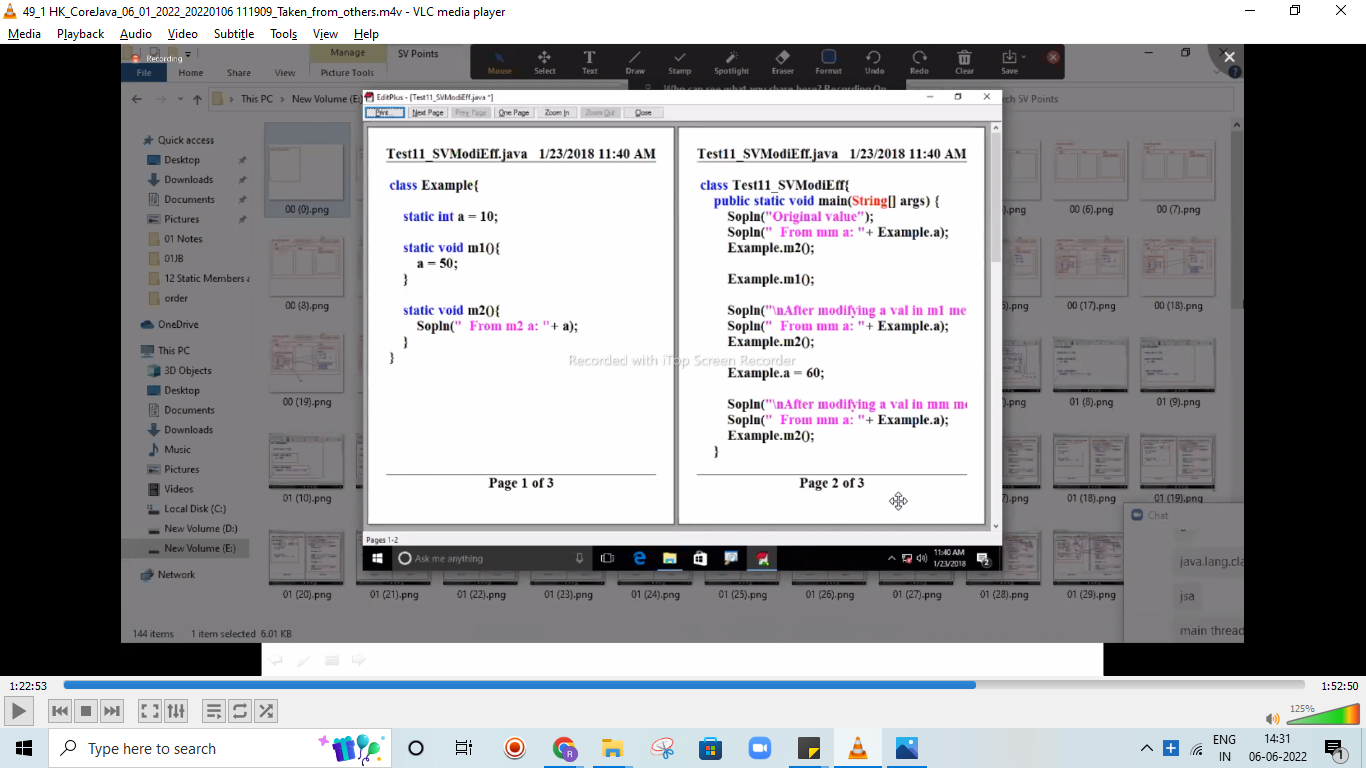 49_1 HK_CoreJava_06_01_2022_20220106 111909_Taken_from_others.m4v - VLC media player
Media Playback Audio Video Subtitle Tools View Help
Recording
Manage SV Points
File Home Share View Picture Tools
Mouse Select Text Draw Stamp Spotlight Eraser Format Undo Redo Clear Save
Who can see what you share here? Recording On
This PC New Volume (E:)
SV Points
EditPlus - [Test11_SVModiEff.java *]
Print... Next Page Prev Page One Page Zoom In Zoom Out Close
Quick access
Desktop
Downloads
Documents
Pictures
01 Notes
01JB
12 Static Members a
order
OneDrive
This PC
3D Objects
Desktop
Documents
Downloads
Music
Pictures
Videos
Local Disk (C:)
New Volume (D:)
New Volume (E:)
Network
00 (0).png
00 (8).png
00 (19).png
01 (10).png
Test11_SVModiEff.java 1/23/2018 11:40 AM
class Example{
static int a = 10;
static void m1(){
a = 50;
}
static void m2(){
Sopln(" From m2 a: "+ a);
}
}
Page 1 of 3
Test11_SVModiEff.java 1/23/2018 11:40 AM
class Test11_SVModiEff{
public static void main(String[] args) {
Sopln("Original value");
Sopln(" From mm a: "+ Example.a);
Example.m2();
Example.m1();
Sopln("\nAfter modifying a val in m1 me
Sopln(" From mm a: "+ Example.a);
Example.m2();
Example.a = 60;
Sopln("\nAfter modifying a val in mm me
Sopln(" From mm a: "+ Example.a);
Example.m2();
}
Page 2 of 3
Recorded with iTop Screen Recorder
Pages 1-2
Ask me anything
11:40 AM
1/23/2018
2
00 (6).png 00 (7).png
00 (17).png 00 (18).png
01 (8).png 01 (9).png
01 (18).png 01 (19).png
01 (20).png 01 (21).png 01 (22).png 01 (23).png 01 (24).png 01 (25).png 01 (26).png 01 (27).png 01 (28).png 01 (29).png
Chat
java.lang.cla
jsa
main thread
144 items 1 item selected 6.01 KB
1:22:53 1:52:50
125%
Type here to search
ENG
IN
14:31
06-06-2022
1